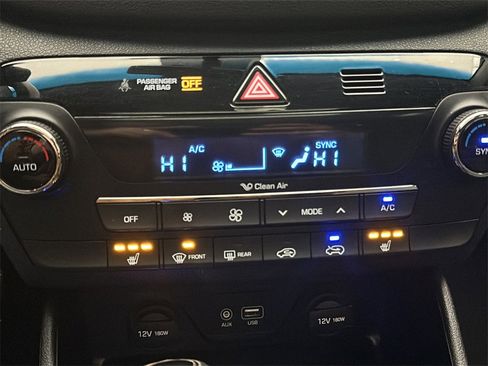 PASSENGER
AIR BAG OFF
A/C SYNC
HI HI
AUTO SYN
Clean Air
OFF MODE A/C
FRONT REAR
12V 180W AUX USB 12V 180W